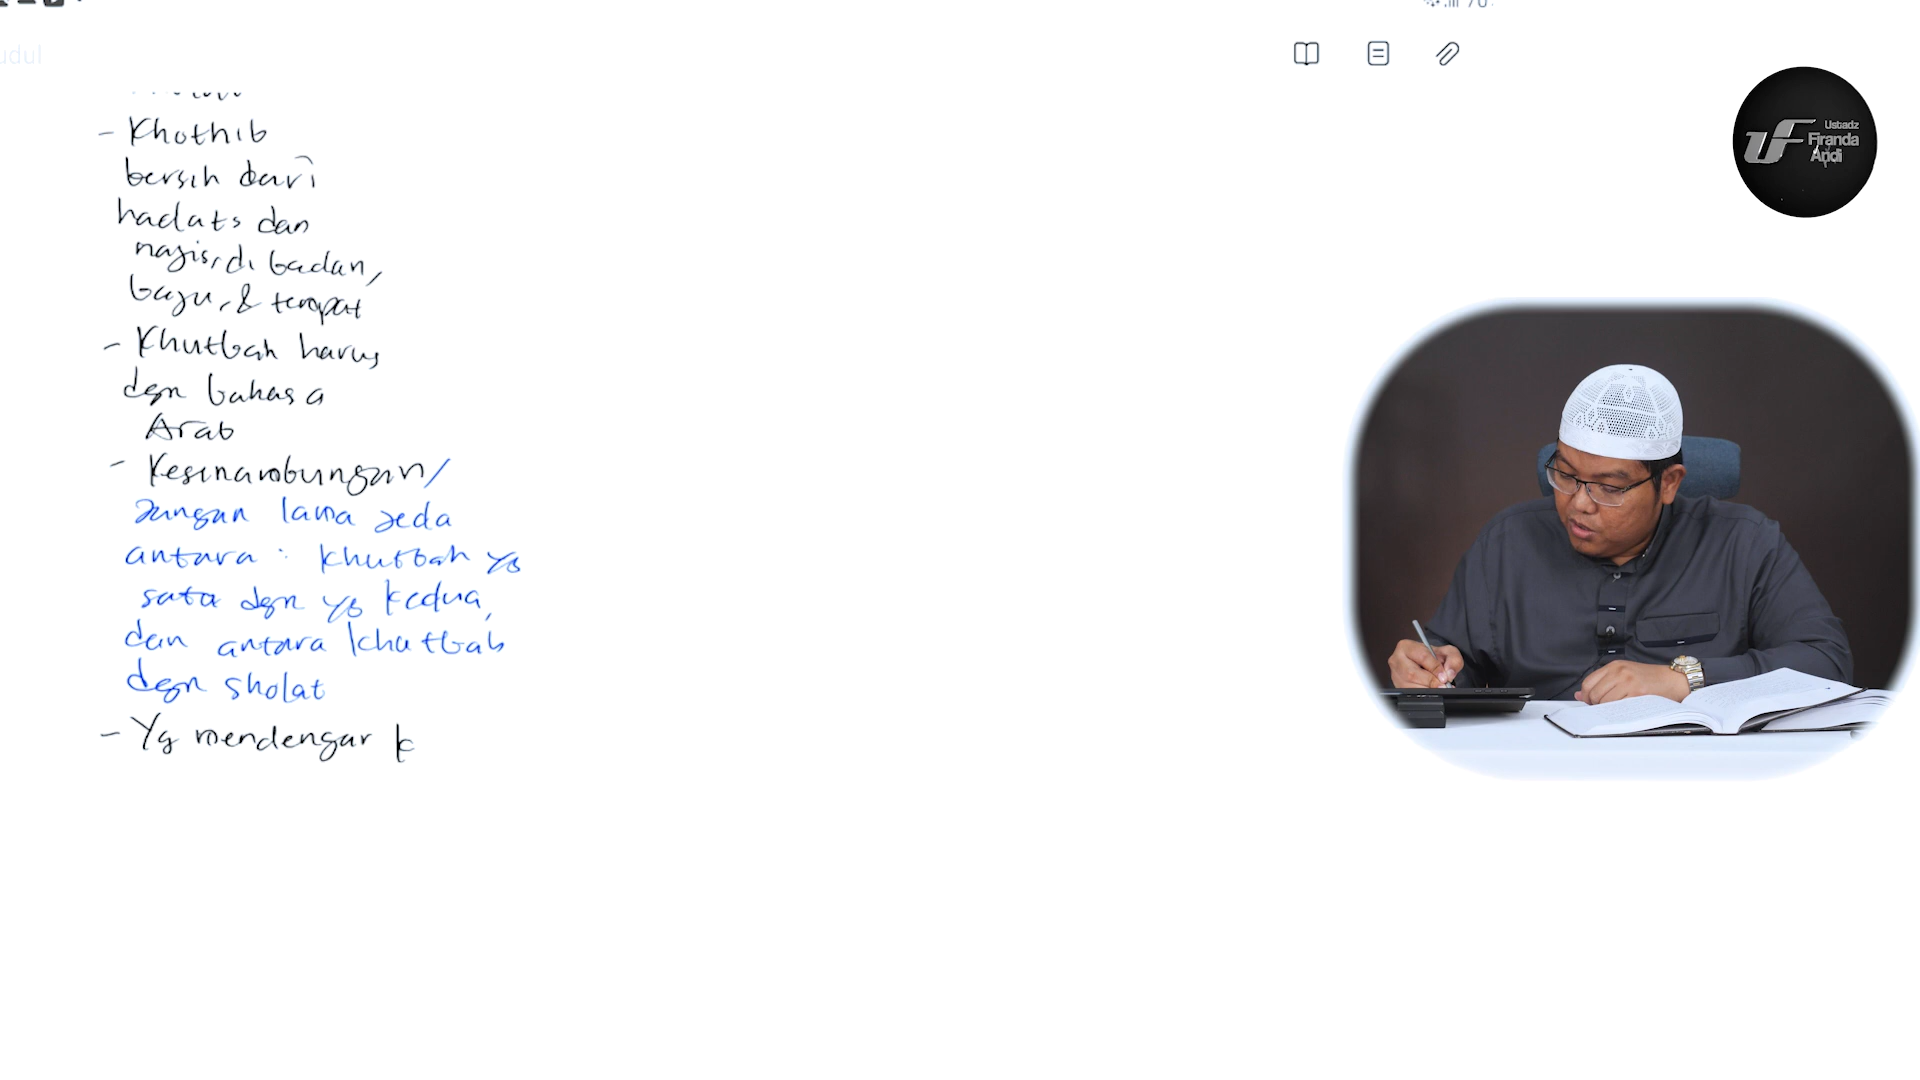 - Khothib
bersih dari
hadats dan
najis, di badan,
baju, & tempat
- Khutbah harus
dgn bahasa
Arab
- Kesinambungan/
Jangan lama jeda
antara : khutbah yg
satu dgn yg kedua,
dan antara khutbah
dgn sholat
- Yg mendengar k
udul
Ustadz
Firanda
Andi